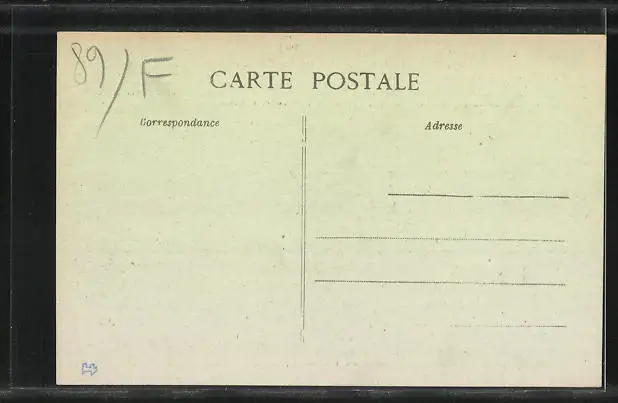 89/F
CARTE POSTALE
Correspondance
Adresse